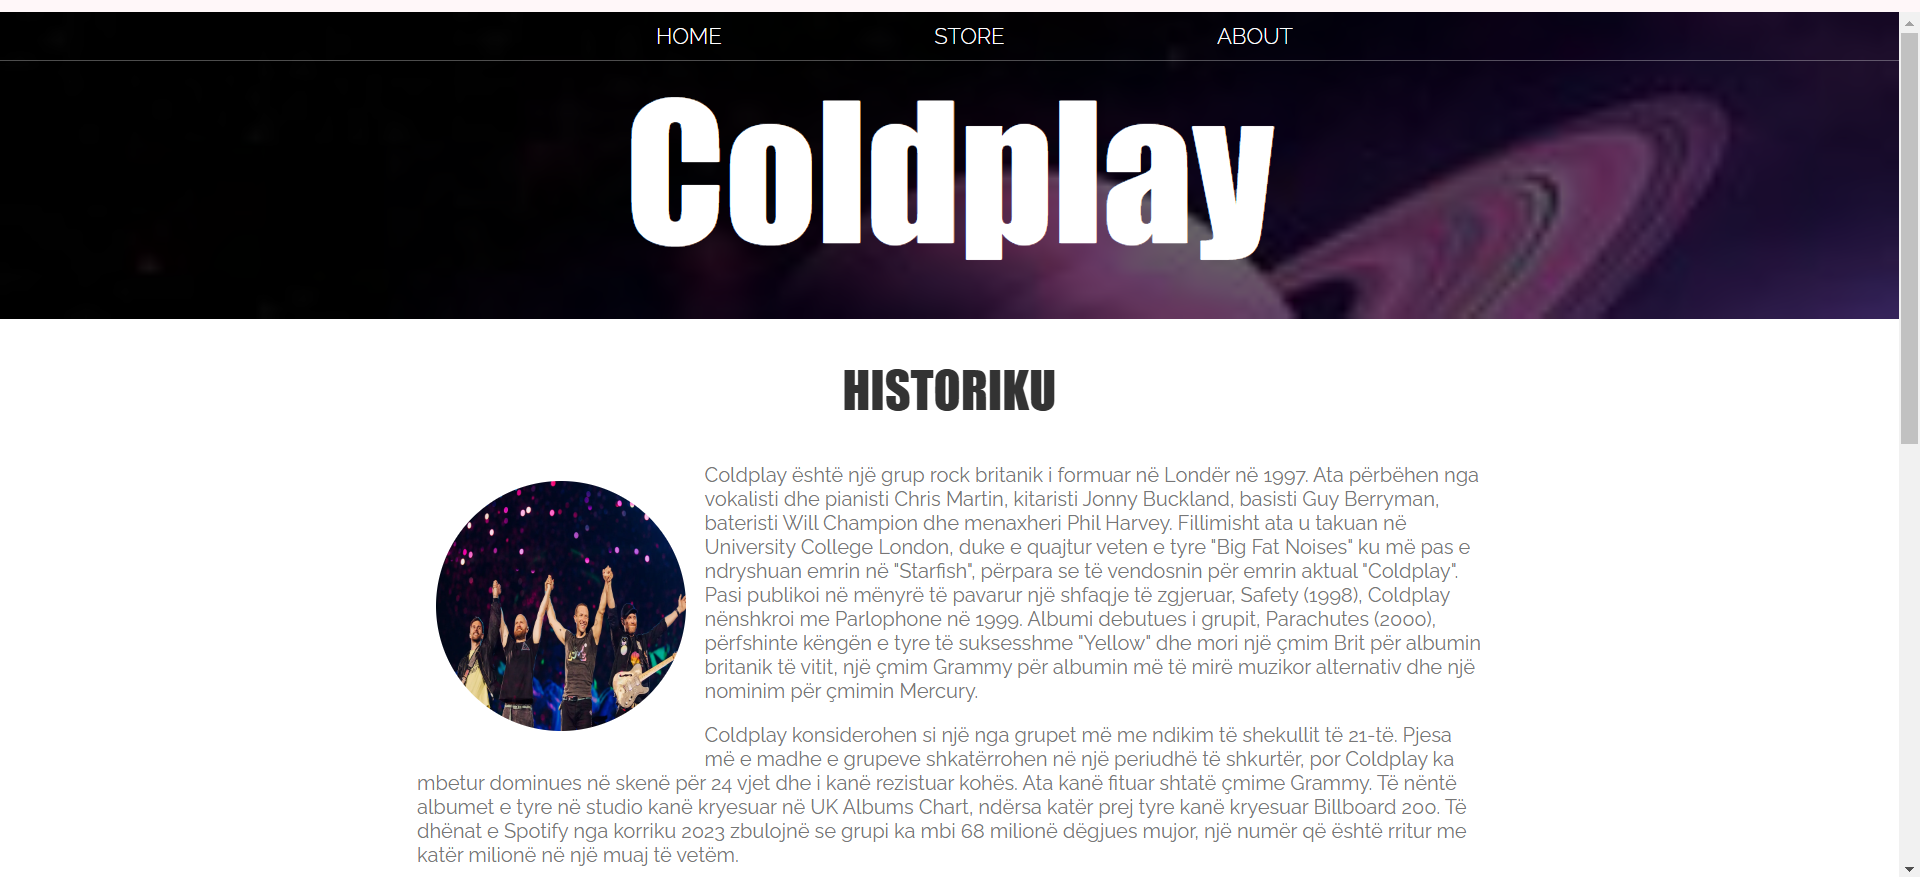 HOME STORE ABOUT
Coldplay
HISTORIKU
Coldplay është një grup rock britanik i formuar në Londër në 1997. Ata përbëhen nga
vokalisti dhe pianisti Chris Martin, kitaristi Jonny Buckland, basisti Guy Berryman,
bateristi Will Champion dhe menaxheri Phil Harvey. Fillimisht ata u takuan në
University College London, duke e quajtur veten e tyre "Big Fat Noises" ku më pas e
ndryshuan emrin në "Starfish", përpara se të vendosnin për emrin aktual "Coldplay".
Pasi publikoi në mënyrë të pavarur një shfaqje të zgjeruar, Safety (1998), Coldplay
nënshkroi me Parlophone në 1999. Albumi debutues i grupit, Parachutes (2000),
përfshinte këngën e tyre të suksesshme "Yellow" dhe mori një çmim Brit për albumin
britanik të vitit, një çmim Grammy për albumin më të mirë muzikor alternativ dhe një
nominim për çmimin Mercury.
Coldplay konsiderohen si një nga grupet më me ndikim të shekullit të 21-të. Pjesa
më e madhe e grupeve shkatërrohen në një periudhë të shkurtër, por Coldplay ka
mbetur dominues në skenë për 24 vjet dhe i kanë rezistuar kohës. Ata kanë fituar shtatë çmime Grammy. Të nëntë
albumet e tyre në studio kanë kryesuar në UK Albums Chart, ndërsa katër prej tyre kanë kryesuar Billboard 200. Të
dhënat e Spotify nga korriku 2023 zbulojnë se grupi ka mbi 68 milionë dëgjues mujor, një numër që është rritur me
katër milionë në një muaj të vetëm.